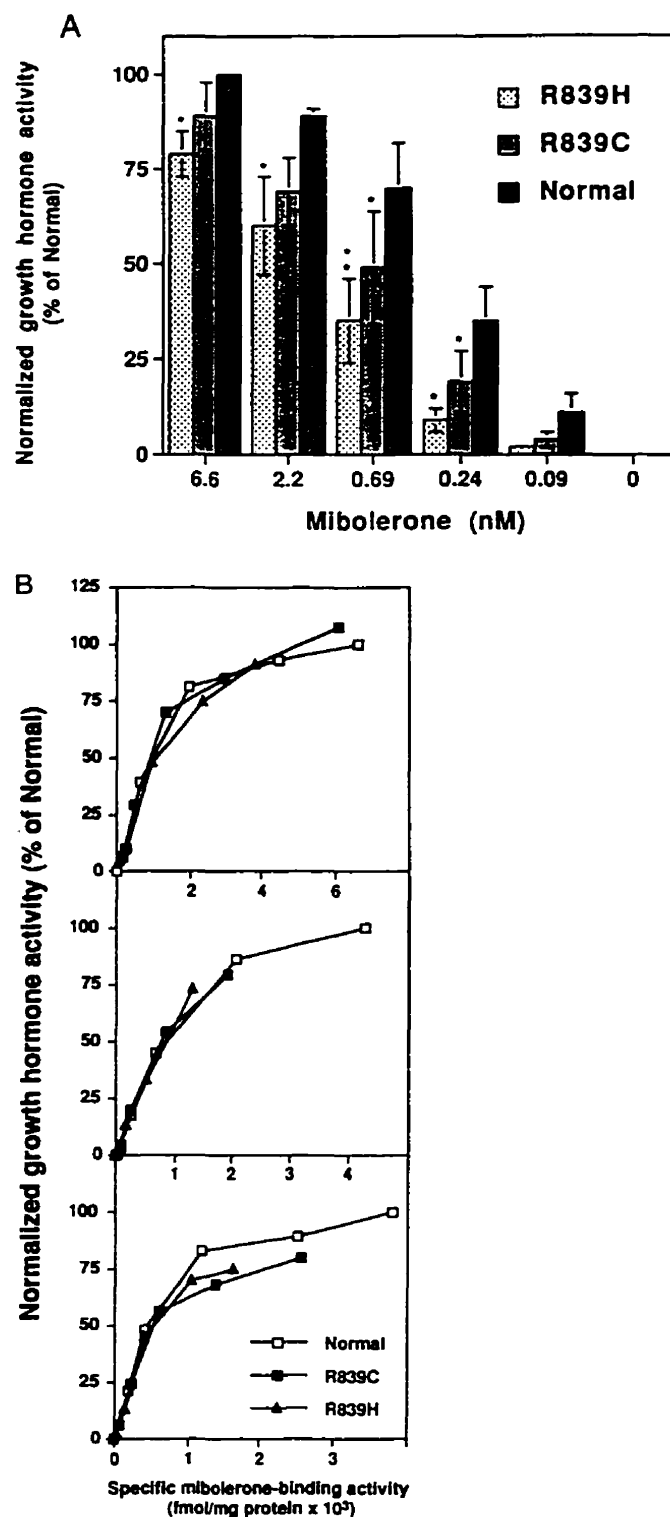 A
Normalized growth hormone activity
(% of Normal)
100
75
50
25
0
R839H
R839C
Normal
* * * * * * *
6.6 2.2 0.69 0.24 0.09 0
Mibolerone (nM)
B
Normalized growth hormone activity (% of Normal)
125
100
75
50
25
0
2 4 6
100
75
50
25
0
1 2 3 4
100
75
50
25
0
Normal
R839C
R839H
0 1 2 3
Specific mibolerone-binding activity
(fmol/mg protein x 10³)